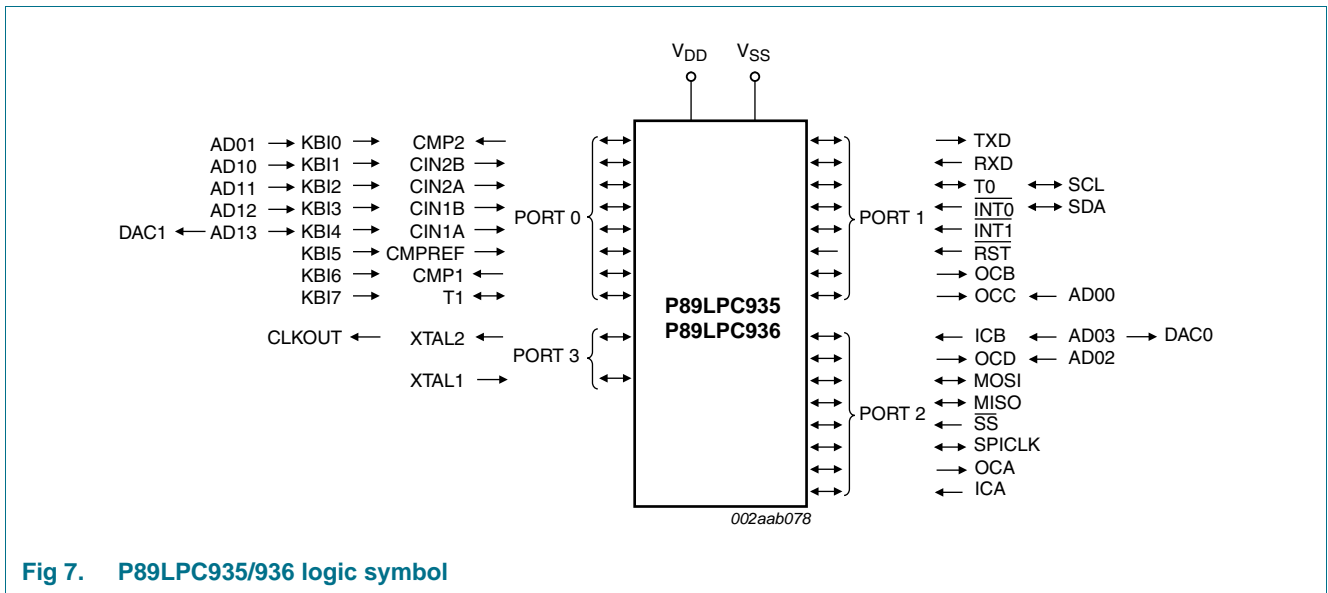 VDD VSS
AD01 KBI0 CMP2 TXD
AD10 KBI1 CIN2B RXD
AD11 KBI2 CIN2A T0 SCL
AD12 KBI3 CIN1B PORT 0 PORT 1 INT0 SDA
DAC1 AD13 KBI4 CIN1A INT1
KBI5 CMPREF RST
KBI6 CMP1 OCB
KBI7 T1 OCC AD00
P89LPC935
P89LPC936
CLKOUT XTAL2 PORT 3 ICB AD03 DAC0
OCD AD02
XTAL1 MOSI
MISO
PORT 2 SS
SPICLK
OCA
ICA
002aab078
Fig 7. P89LPC935/936 logic symbol